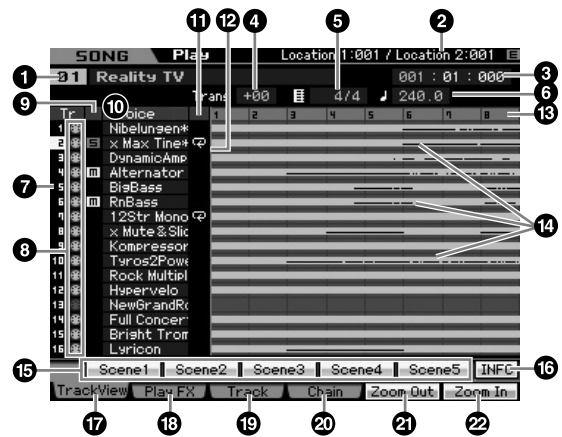 11 12 4 5 2
SONG Play Location 1:001 / Location 2:001 E
1 01 Reality TV 001 : 01 : 000 3
Trans +00 4/4 240.0 6
9 10
Tr Voice 1 2 3 4 5 6 7 8 13
1 Nibelungen*
2 S x Max Tine*
3 DynamicAmp
4 m Alternator
7 5 BigBass
6 m RnBass
7 12Str Mono 14
8 8 x Mute&Slid
9 Kompressor
10 Tyros2Powe
11 Rock Multipl
12 Hypervelo
13 NewGrandRo
14 Full Concer
15 Bright Trom
16 Lyricon
15 Scene1 Scene2 Scene3 Scene4 Scene5 INFO 16
TrackView Play FX Track Chain Zoom Out Zoom In
17 18 19 20 21 22